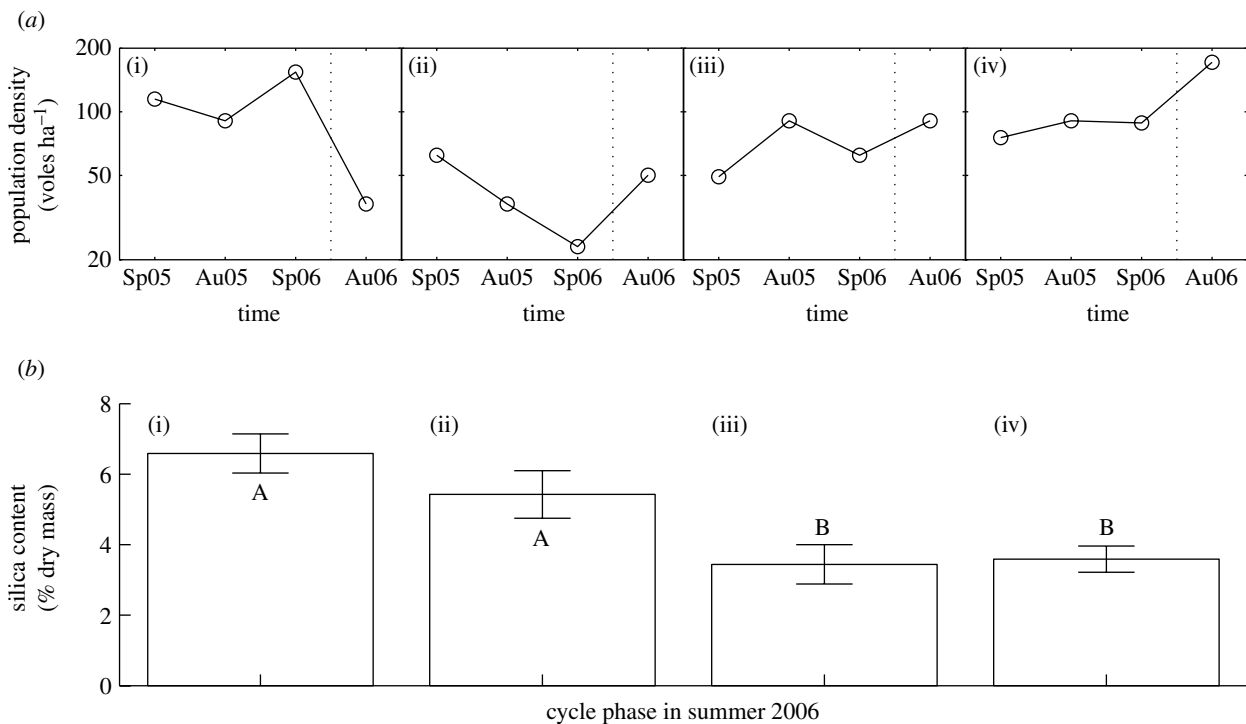 (a)
200
100
50
20
population density
(voles ha⁻¹)
(i)
(ii)
(iii)
(iv)
Sp05 Au05 Sp06 Au06
Sp05 Au05 Sp06 Au06
Sp05 Au05 Sp06 Au06
Sp05 Au05 Sp06 Au06
time
time
time
time
(b)
8
6
4
2
0
silica content
(% dry mass)
(i)
(ii)
(iii)
(iv)
A
A
B
B
cycle phase in summer 2006